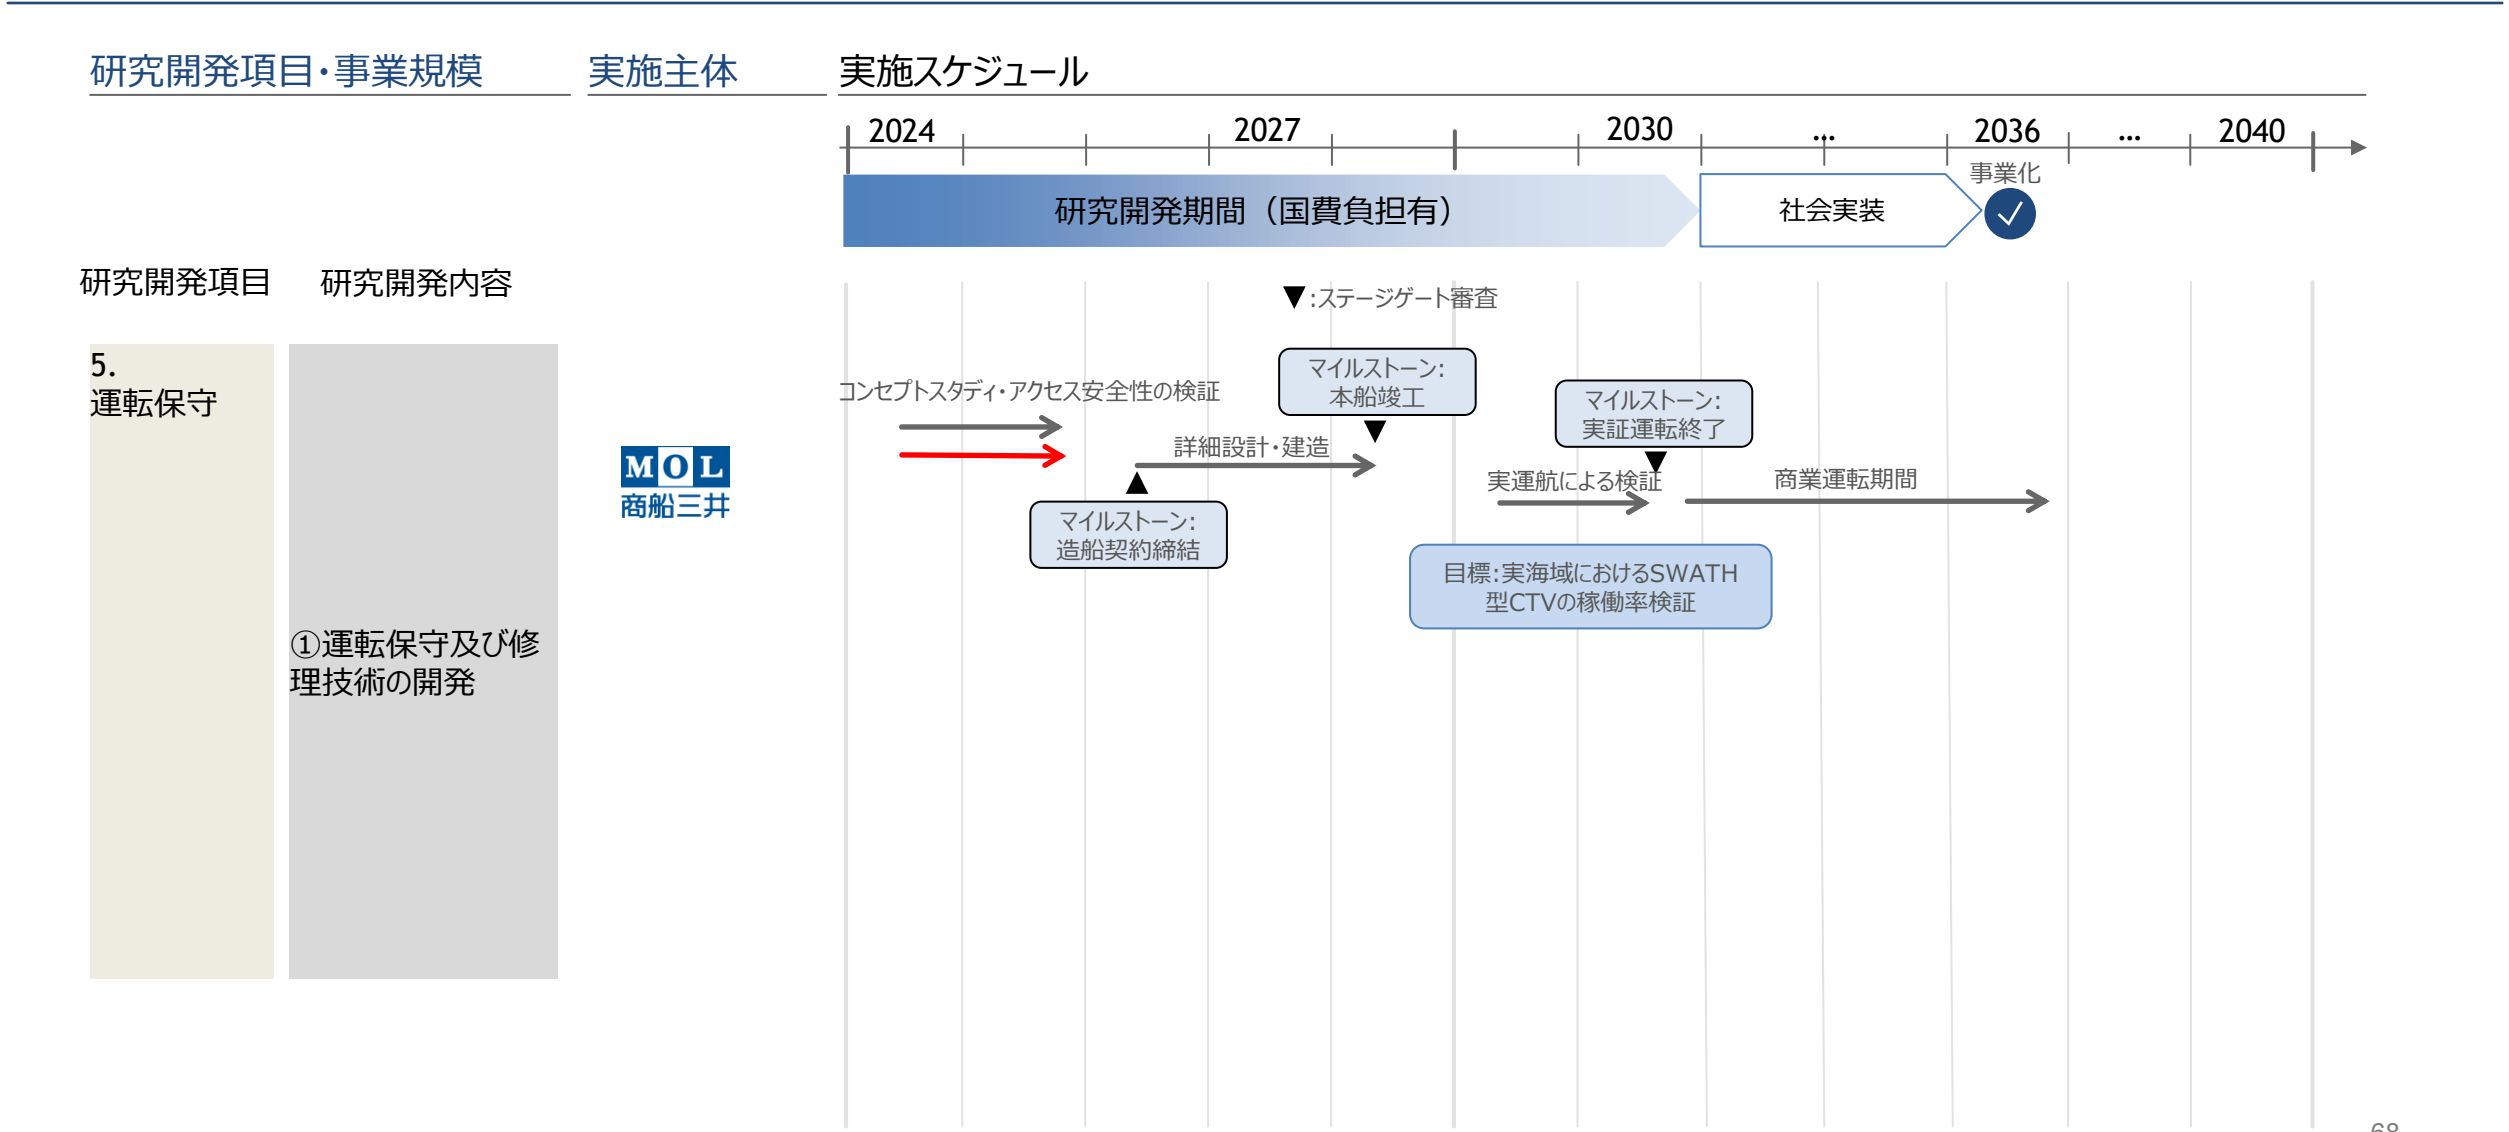 研究開発項目・事業規模
実施主体
実施スケジュール
2024
2027
2030
...
2036
...
2040
事業化
研究開発期間（国費負担有）
社会実装
研究開発項目
研究開発内容
▼:ステージゲート審査
5.
運転保守
①運転保守及び修
理技術の開発
MOL
商船三井
コンセプトスタディ・アクセス安全性の検証
マイルストーン:
本船竣工
マイルストーン:
実証運転終了
詳細設計・建造
実運航による検証
商業運転期間
マイルストーン:
造船契約締結
目標:実海域におけるSWATH
型CTVの稼働率検証
68